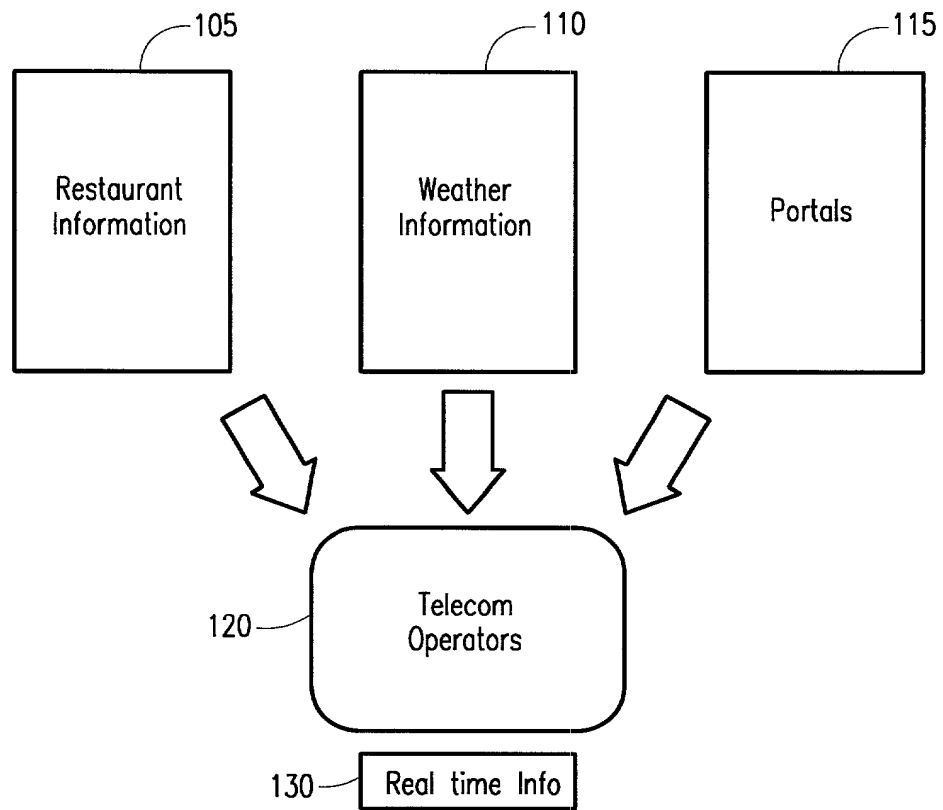 105
110
115
Restaurant
Information
Weather
Information
Portals
Telecom
Operators
120
130
Real time Info